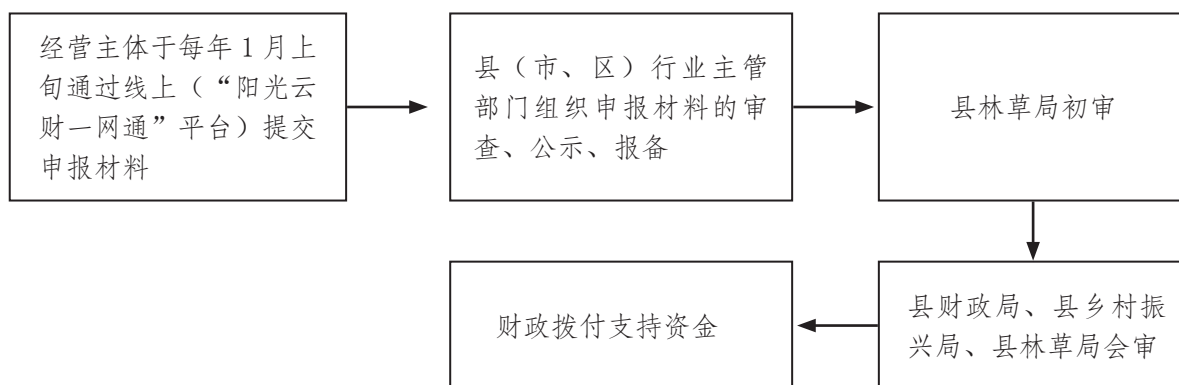 经营主体于每年1月上
旬通过线上（“阳光云
财一网通”平台）提交
申报材料
县（市、区）行业主管
部门组织申报材料的审
查、公示、报备
县林草局初审
县财政局、县乡村振
兴局、县林草局会审
财政拨付支持资金